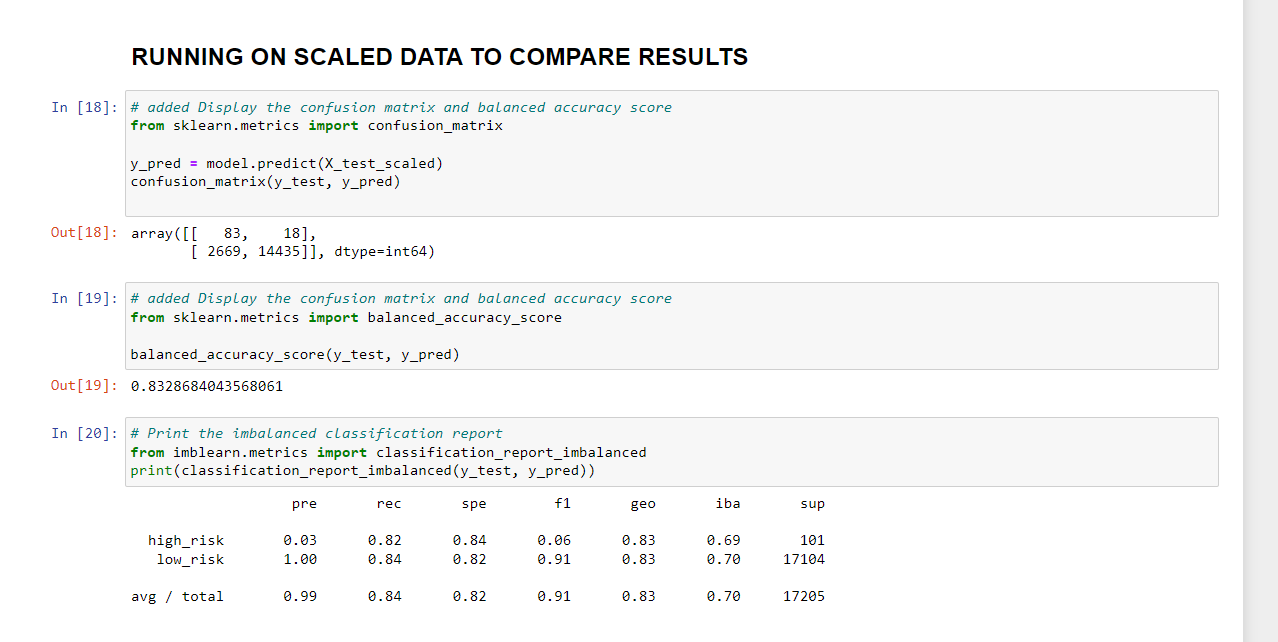 RUNNING ON SCALED DATA TO COMPARE RESULTS
In [18]: # added Display the confusion matrix and balanced accuracy score
from sklearn.metrics import confusion_matrix
y_pred = model.predict(X_test_scaled)
confusion_matrix(y_test, y_pred)
Out[18]: array([[   83,    18],
       [ 2669, 14435]], dtype=int64)
In [19]: # added Display the confusion matrix and balanced accuracy score
from sklearn.metrics import balanced_accuracy_score
balanced_accuracy_score(y_test, y_pred)
Out[19]: 0.8328684043568061
In [20]: # Print the imbalanced classification report
from imblearn.metrics import classification_report_imbalanced
print(classification_report_imbalanced(y_test, y_pred))
pre rec spe f1 geo iba sup
high_risk 0.03 0.82 0.84 0.06 0.83 0.69 101
low_risk 1.00 0.84 0.82 0.91 0.83 0.70 17104
avg / total 0.99 0.84 0.82 0.91 0.83 0.70 17205